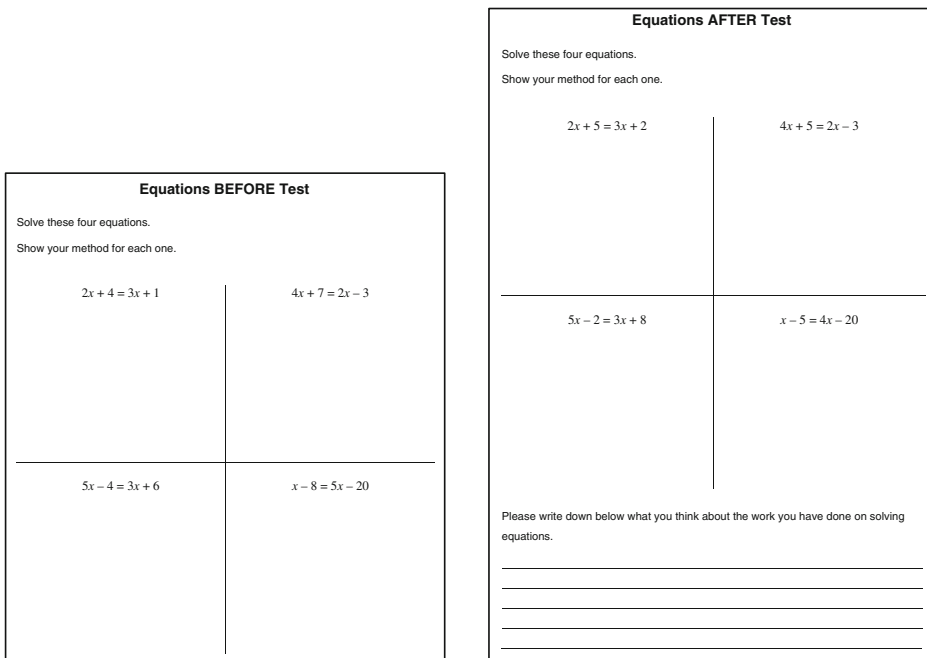 Equations BEFORE Test
Solve these four equations.
Show your method for each one.
2x + 4 = 3x + 1
4x + 7 = 2x – 3
5x – 4 = 3x + 6
x – 8 = 5x – 20
Equations AFTER Test
Solve these four equations.
Show your method for each one.
2x + 5 = 3x + 2
4x + 5 = 2x – 3
5x – 2 = 3x + 8
x – 5 = 4x – 20
Please write down below what you think about the work you have done on solving
equations.